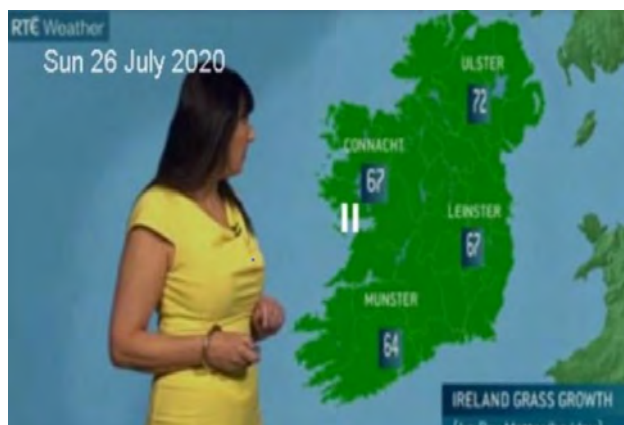 RTÉ Weather
Sun 26 July 2020
ULSTER
72
CONNACHT
67
LEINSTER
67
MUNSTER
64
IRELAND GRASS GROWTH